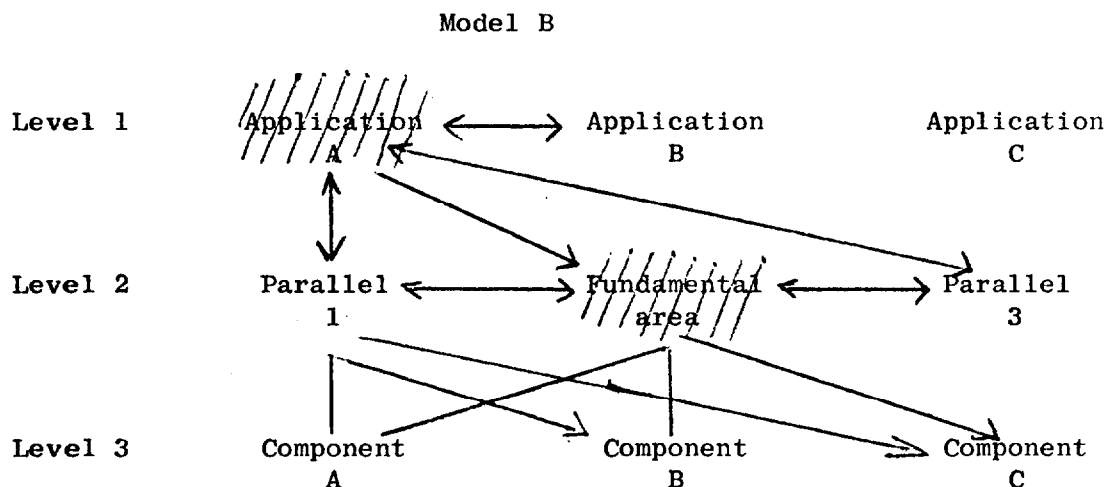 Model B
Level 1 Application Application Application
A B C
Level 2 Parallel Fundamental Parallel
1 area 3
Level 3 Component Component Component
A B C